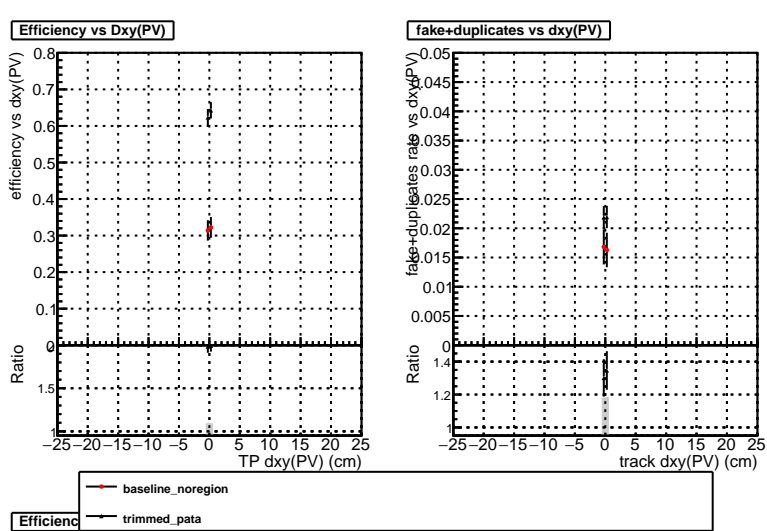 Efficiency vs Dxy(PV)
fake+duplicates vs dxy(PV)
efficiency vs dxy(PV)
0.8
0.7
0.6
0.5
0.4
0.3
0.2
0.1
0
fake+duplicates rate vs dxy(PV)
0.05
0.045
0.04
0.035
0.03
0.025
0.02
0.015
0.01
0.005
0
Ratio
1.5
1
Ratio
1.4
1.2
1
−25 −20 −15 −10 −5 0 5 10 15 20 25
TP dxy(PV) (cm)
−25 −20 −15 −10 −5 0 5 10 15 20 25
track dxy(PV) (cm)
baseline_noregion
trimmed_pata
Efficienc